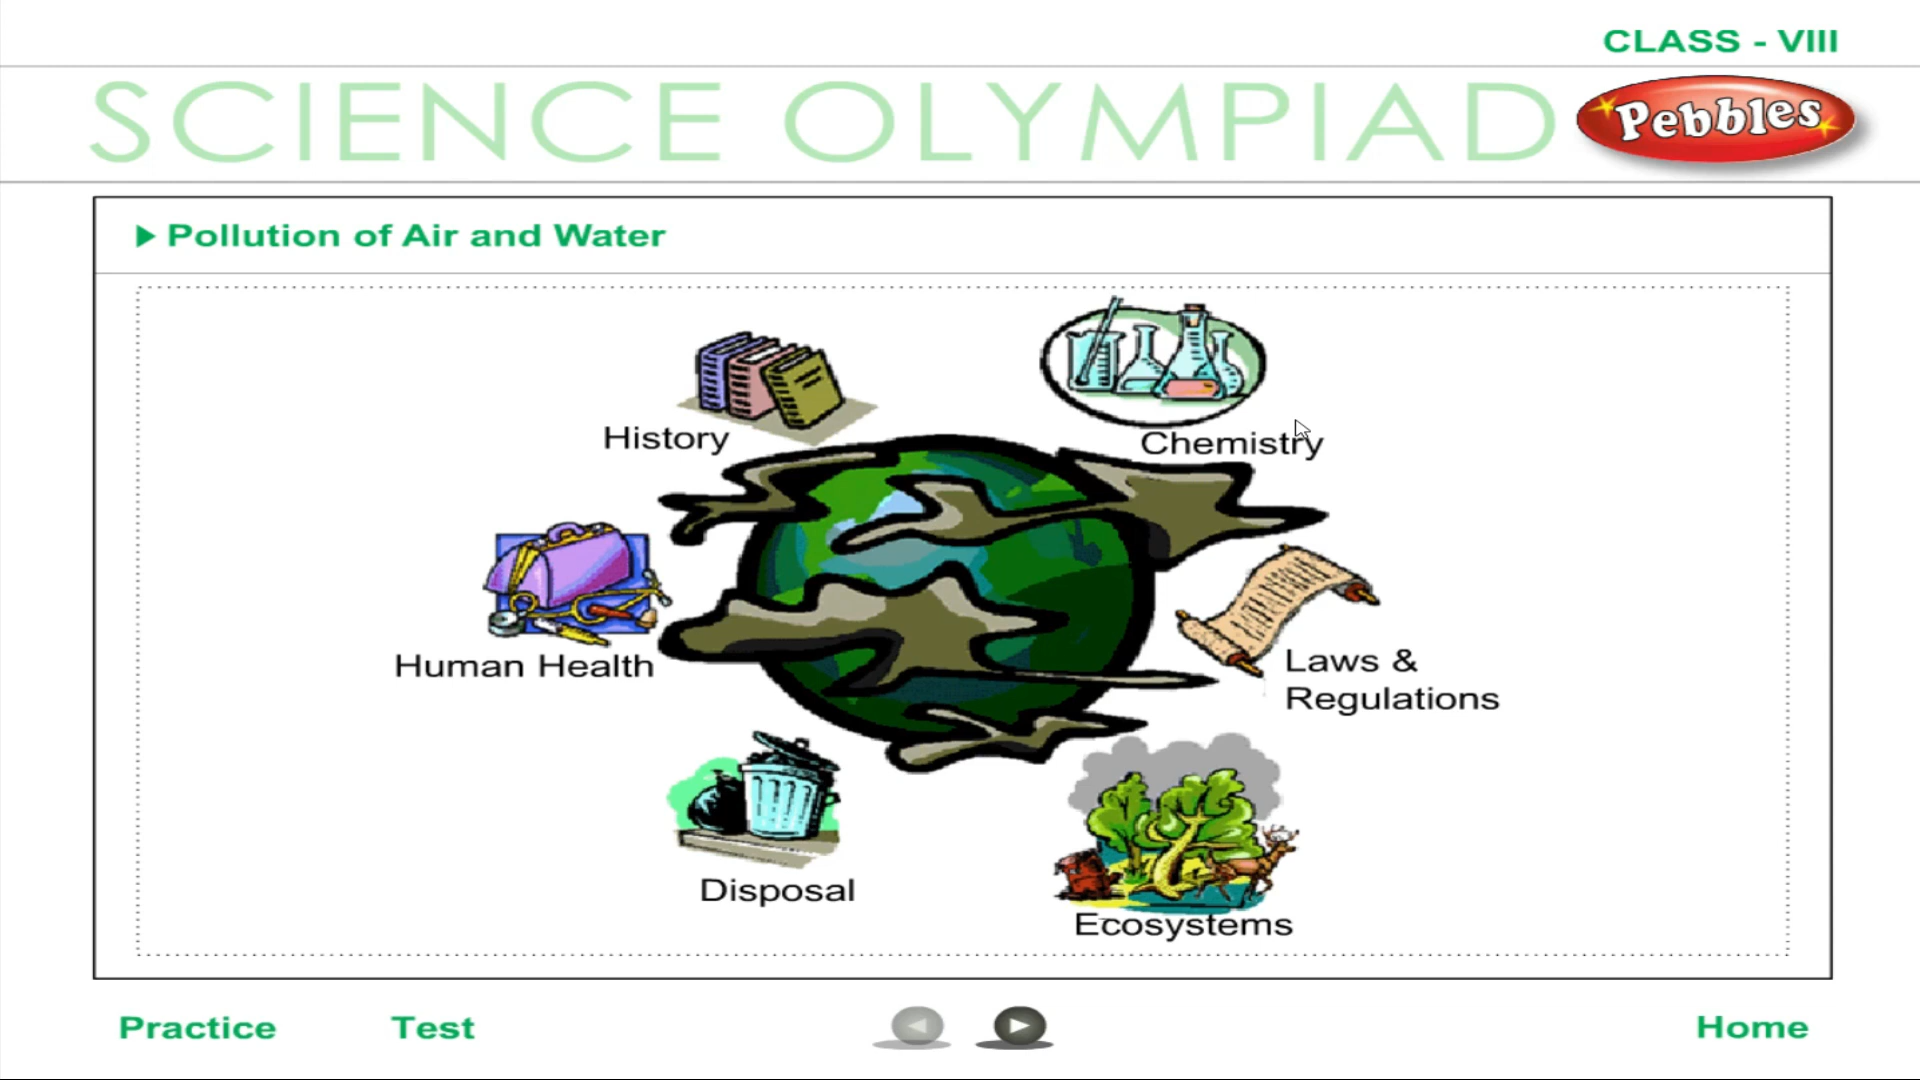 CLASS - VIII
SCIENCE OLYMPIAD
Pebbles
Pollution of Air and Water
History
Chemistry
Human Health
Laws &
Regulations
Disposal
Ecosystems
Practice
Test
Home